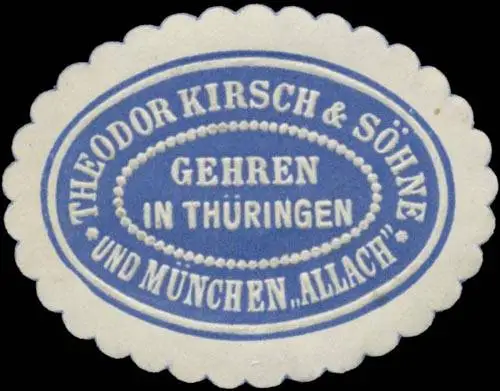 THEODOR KIRSCH & SÖHNE
GEHREN
IN THÜRINGEN
* UND MÜNCHEN „ALLACH” *